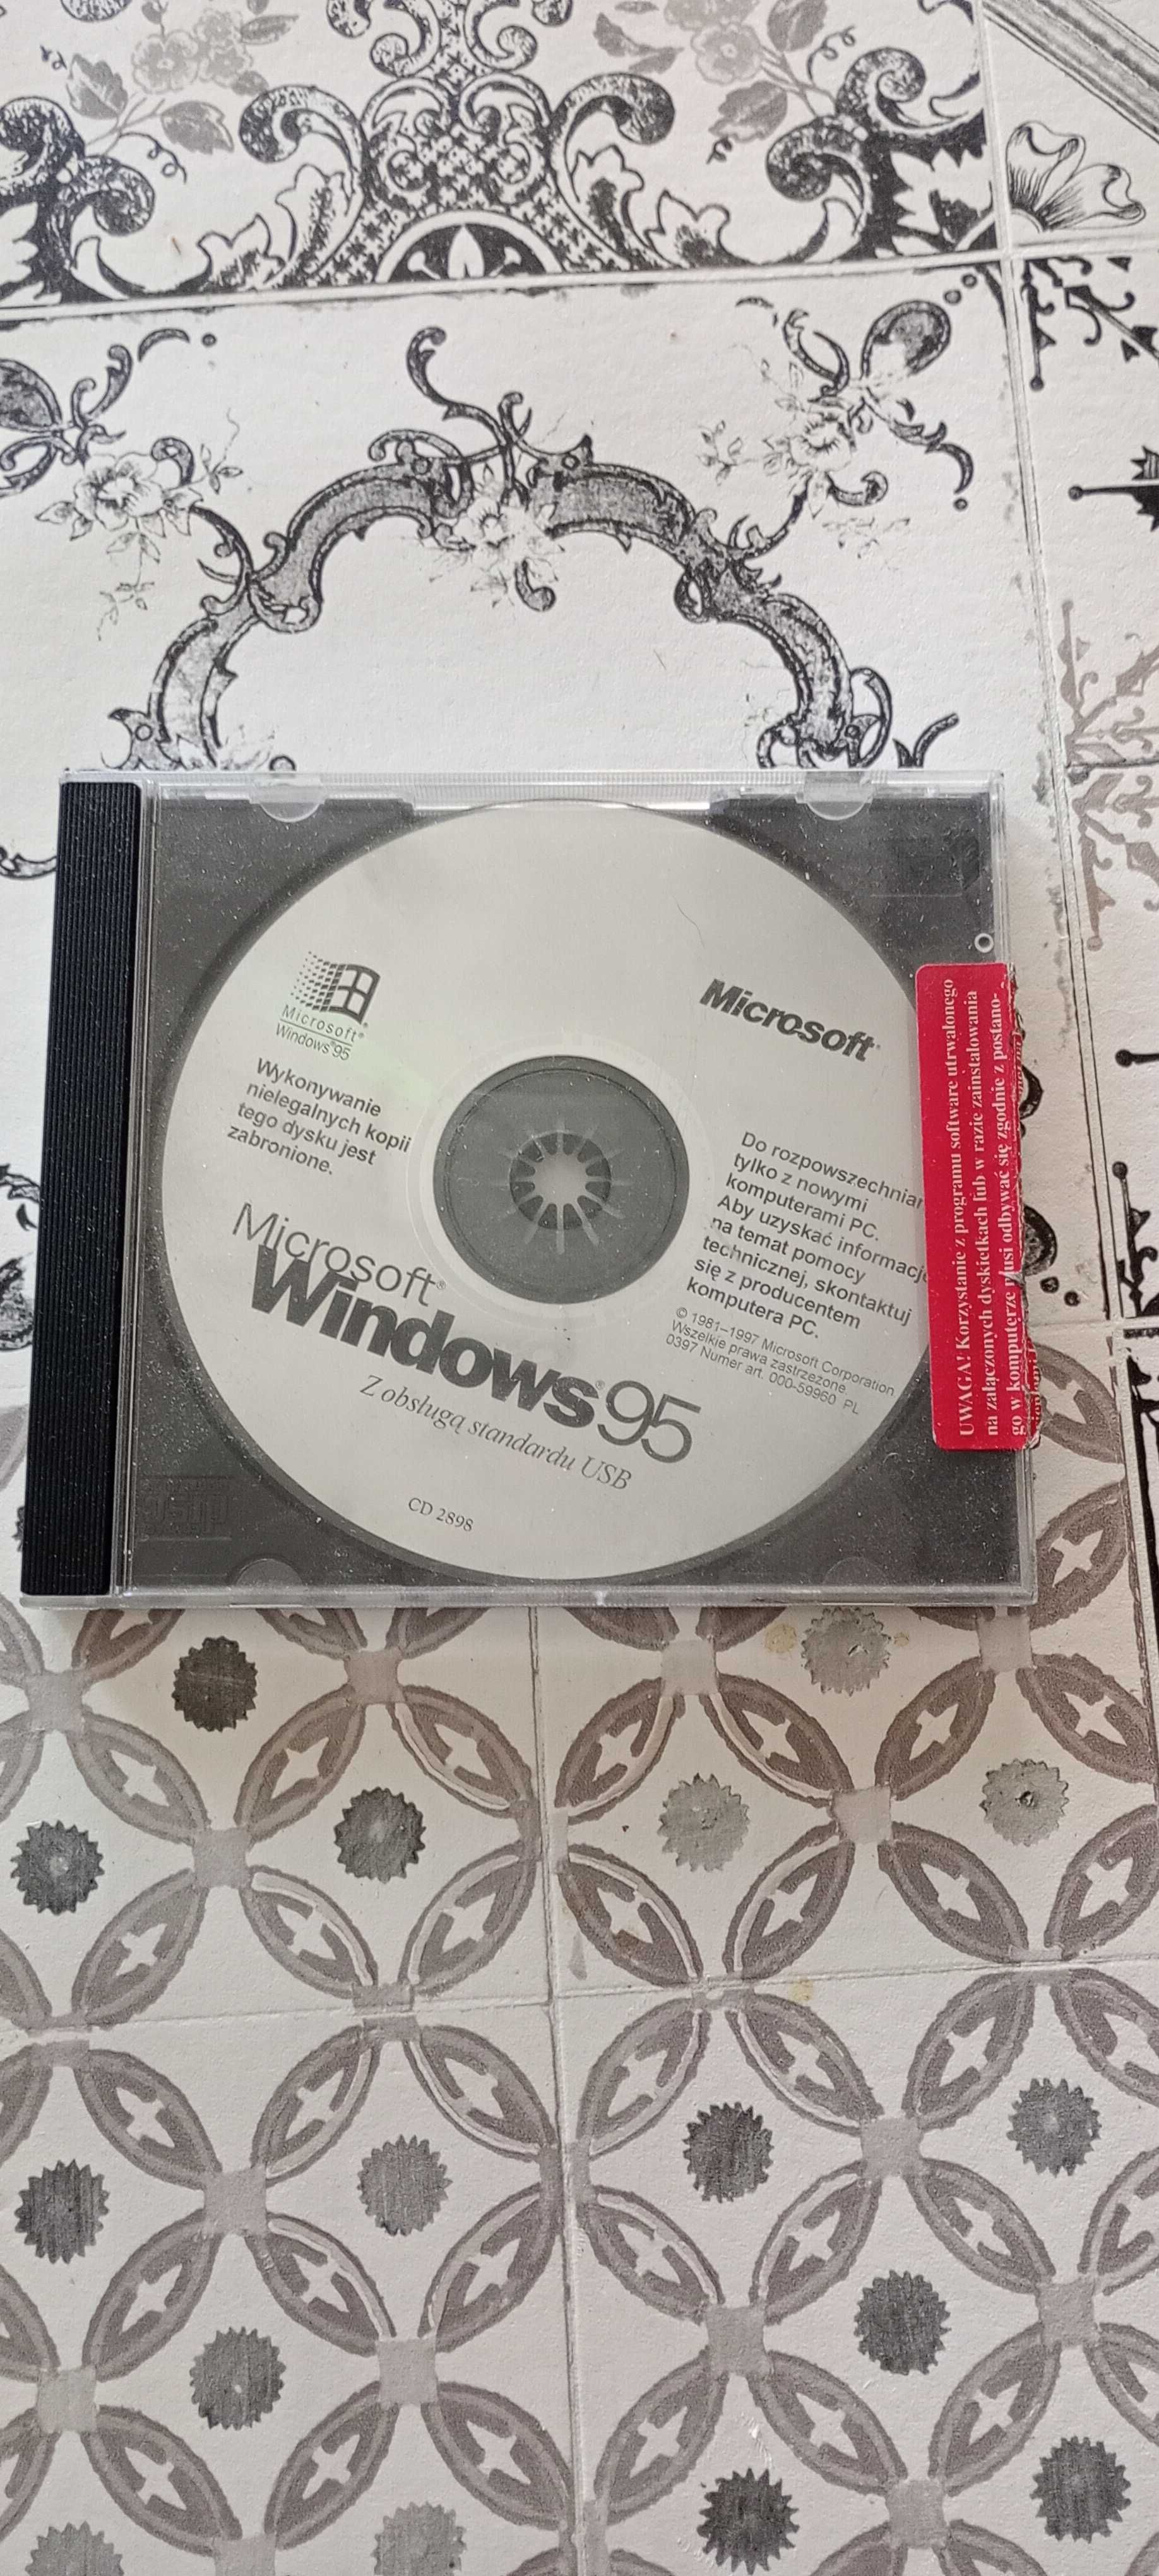 Microsoft®
Windows®95
Wykonywanie
nielegalnych kopii
tego dysku jest
zabronione.
Microsoft®
Do rozpowszechniania
tylko z nowymi
komputerami PC.
Aby uzyskać informacje
na temat pomocy
technicznej, skontaktuj
się z producentem
komputera PC.
© 1981–1997 Microsoft Corporation
Wszelkie prawa zastrzeżone.
0397 Numer art. 000-59960 PL
Microsoft®
Windows®95
Z obsługą standardu USB
CD 2898
UWAGA! Korzystanie z programu software utrwalonego
na załączonych dyskietkach lub w razie zainstalowania
go w komputerze musi odbywać się zgodnie z postano-